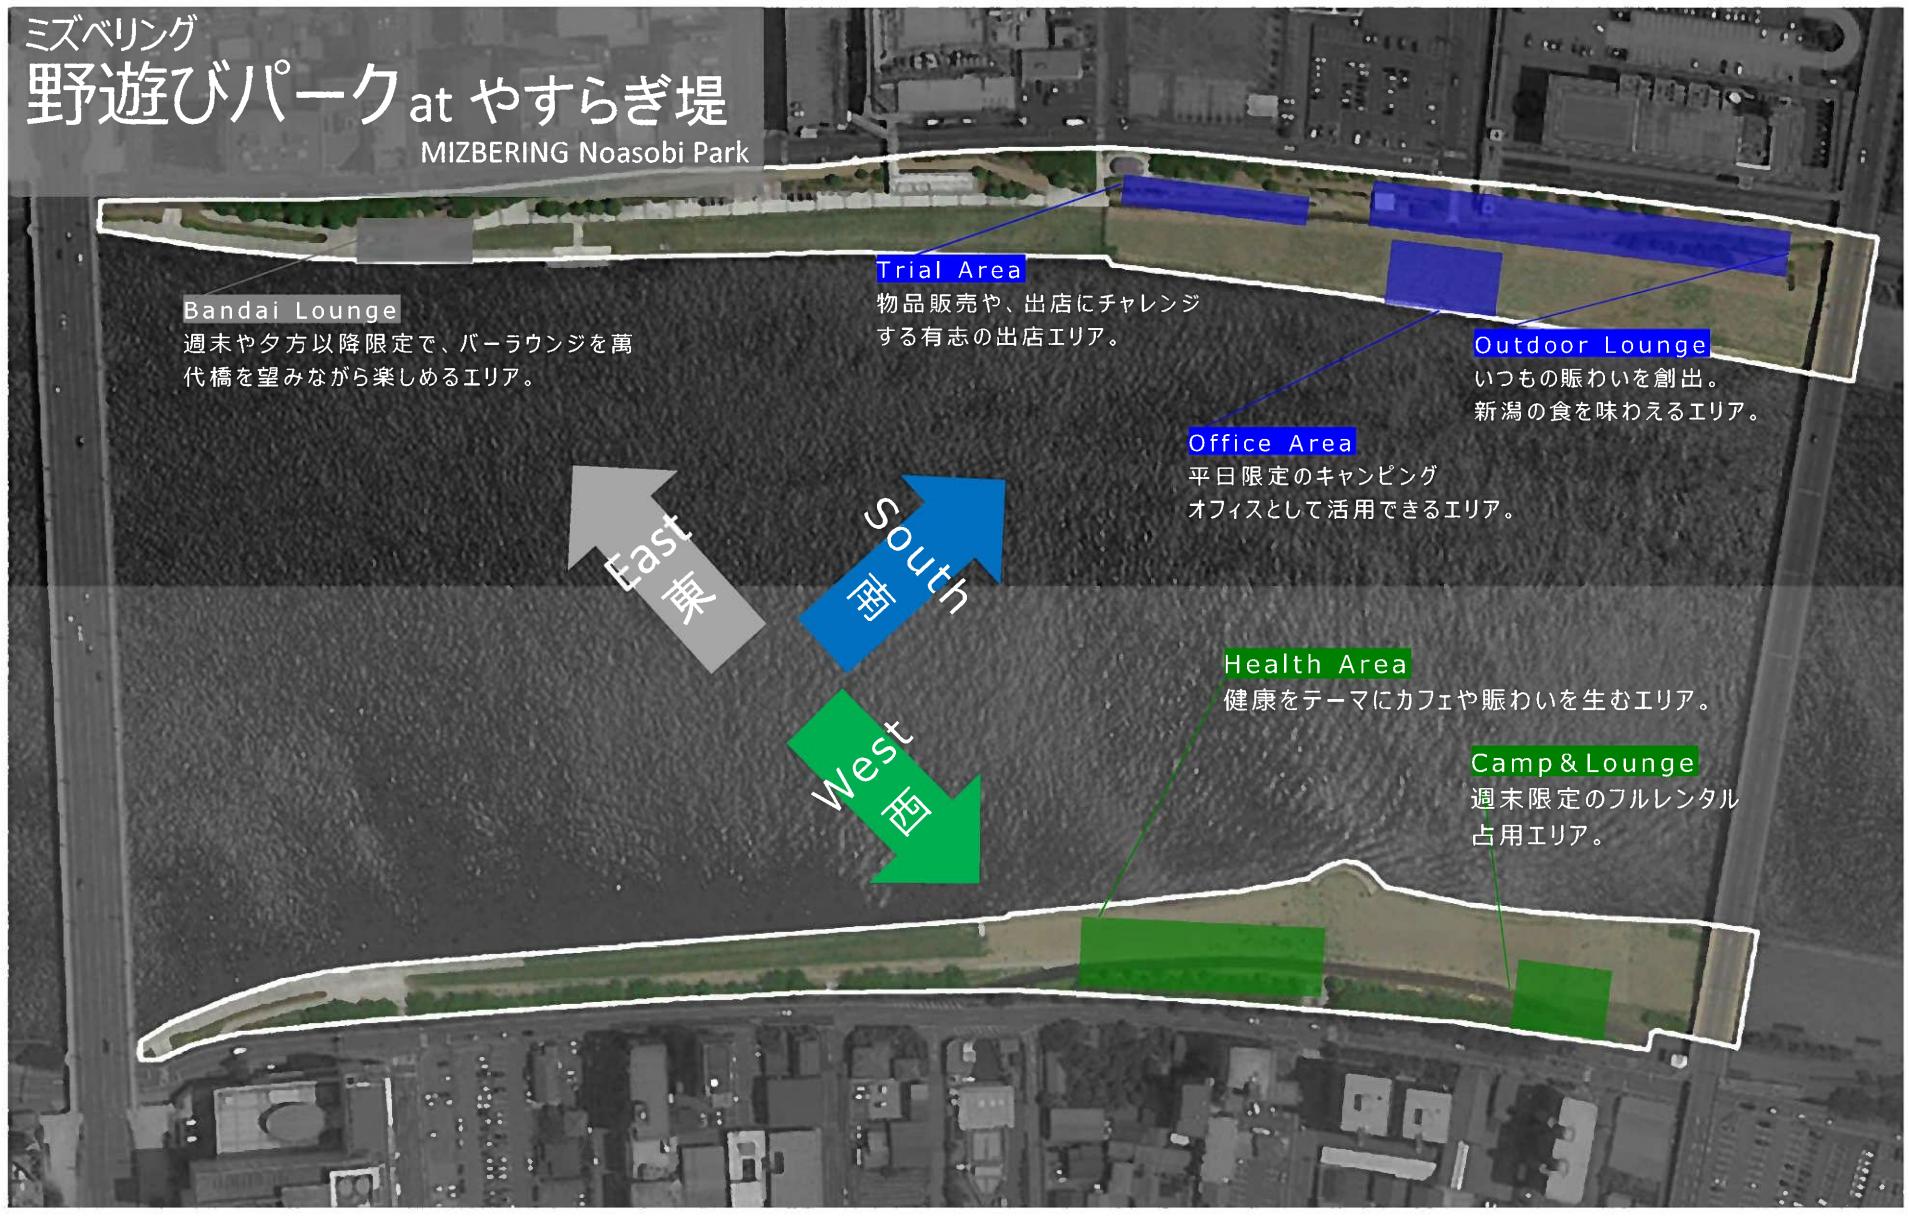 ミズベリング
野遊びパーク at やすらぎ堤
MIZBERING Noasobi Park
Trial Area
物品販売や、出店にチャレンジ
する有志の出店エリア。
Bandai Lounge
週末や夕方以降限定で、バーラウンジを萬
代橋を望みながら楽しめるエリア。
Outdoor Lounge
いつもの賑わいを創出。
新潟の食を味わえるエリア。
Office Area
平日限定のキャンピング
オフィスとして活用できるエリア。
East
東
South
南
West
西
Health Area
健康をテーマにカフェや賑わいを生むエリア。
Camp&Lounge
週末限定のフルレンタル
占用エリア。